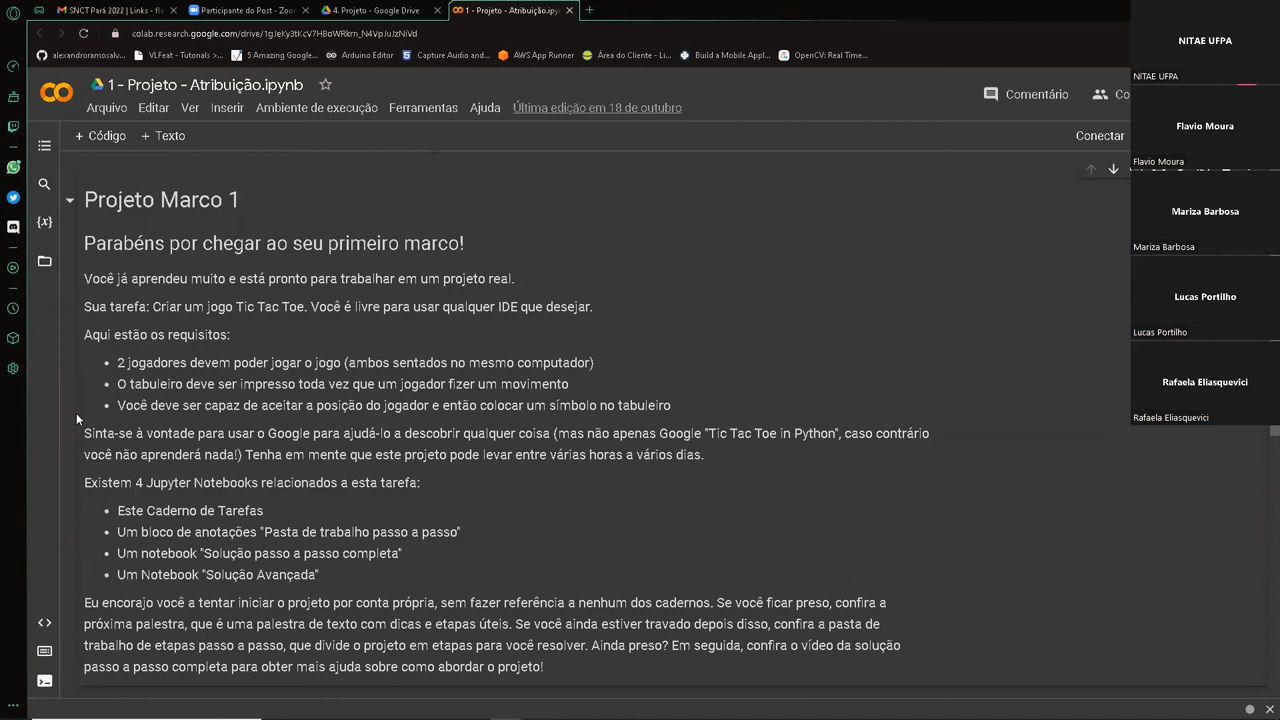 SNCT Pará 2022 | Links - fl
Participante do Post - Zoom
4. Projeto - Google Drive
1 - Projeto - Atribuição.ipyn
colab.research.google.com/drive/
alexandroramosalv...
VLFeat - Tutorials >...
5 Amazing Google...
Arduino Editor
Capture Audio and...
AWS App Runner
Área do Cliente -...
Build a Mobile Appl...
OpenCV: Real Time...
1 - Projeto - Atribuição.ipynb
Arquivo Editar Ver Inserir Ambiente de execução Ferramentas Ajuda Última edição em 18 de outubro
Comentário
Co
+ Código + Texto
Conectar
Projeto Marco 1
Parabéns por chegar ao seu primeiro marco!
Você já aprendeu muito e está pronto para trabalhar em um projeto real.
Sua tarefa: Criar um jogo Tic Tac Toe. Você é livre para usar qualquer IDE que desejar.
Aqui estão os requisitos:
• 2 jogadores devem poder jogar o jogo (ambos sentados no mesmo computador)
• O tabuleiro deve ser impresso toda vez que um jogador fizer um movimento
• Você deve ser capaz de aceitar a posição do jogador e então colocar um símbolo no tabuleiro
Sinta-se à vontade para usar o Google para ajudá-lo a descobrir qualquer coisa (mas não apenas Google "Tic Tac Toe in Python", caso contrário
você não aprenderá nada!) Tenha em mente que este projeto pode levar entre várias horas a vários dias.
Existem 4 Jupyter Notebooks relacionados a esta tarefa:
• Este Caderno de Tarefas
• Um bloco de anotações "Pasta de trabalho passo a passo"
• Um notebook "Solução passo a passo completa"
• Um Notebook "Solução Avançada"
Eu encorajo você a tentar iniciar o projeto por conta própria, sem fazer referência a nenhum dos cadernos. Se você ficar preso, confira a
próxima palestra, que é uma palestra de texto com dicas e etapas úteis. Se você ainda estiver travado depois disso, confira a pasta de
trabalho de etapas passo a passo, que divide o projeto em etapas para você resolver. Ainda preso? Em seguida, confira o vídeo da solução
passo a passo completa para obter mais ajuda sobre como abordar o projeto!
NITAE UFPA
NITAE UFPA
Flavio Moura
Flavio Moura
Mariza Barbosa
Mariza Barbosa
Lucas Portilho
Lucas Portilho
Rafaela Eliasquevici
Rafaela Eliasquevici